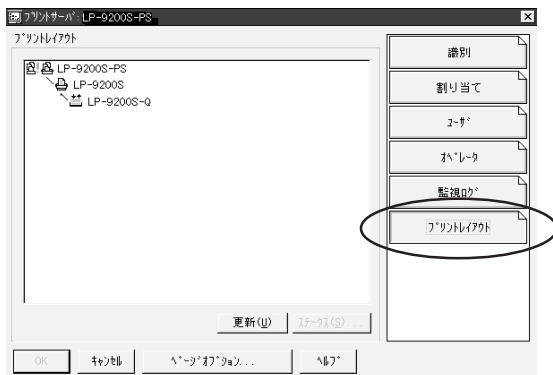 ﾌﾟﾘﾝﾄｻｰﾊﾞ: LP-9200S-PS
ﾌﾟﾘﾝﾄﾚｲｱｳﾄ
LP-9200S-PS
LP-9200S
LP-9200S-Q
更新(U)
ｽﾃｰﾀｽ(S)...
識別
割り当て
ﾕｰｻﾞ
ｵﾍﾟﾚｰﾀ
監視ﾛｸﾞ
ﾌﾟﾘﾝﾄﾚｲｱｳﾄ
OK
ｷｬﾝｾﾙ
ﾍﾟｰｼﾞｵﾌﾟｼｮﾝ...
ﾍﾙﾌﾟ